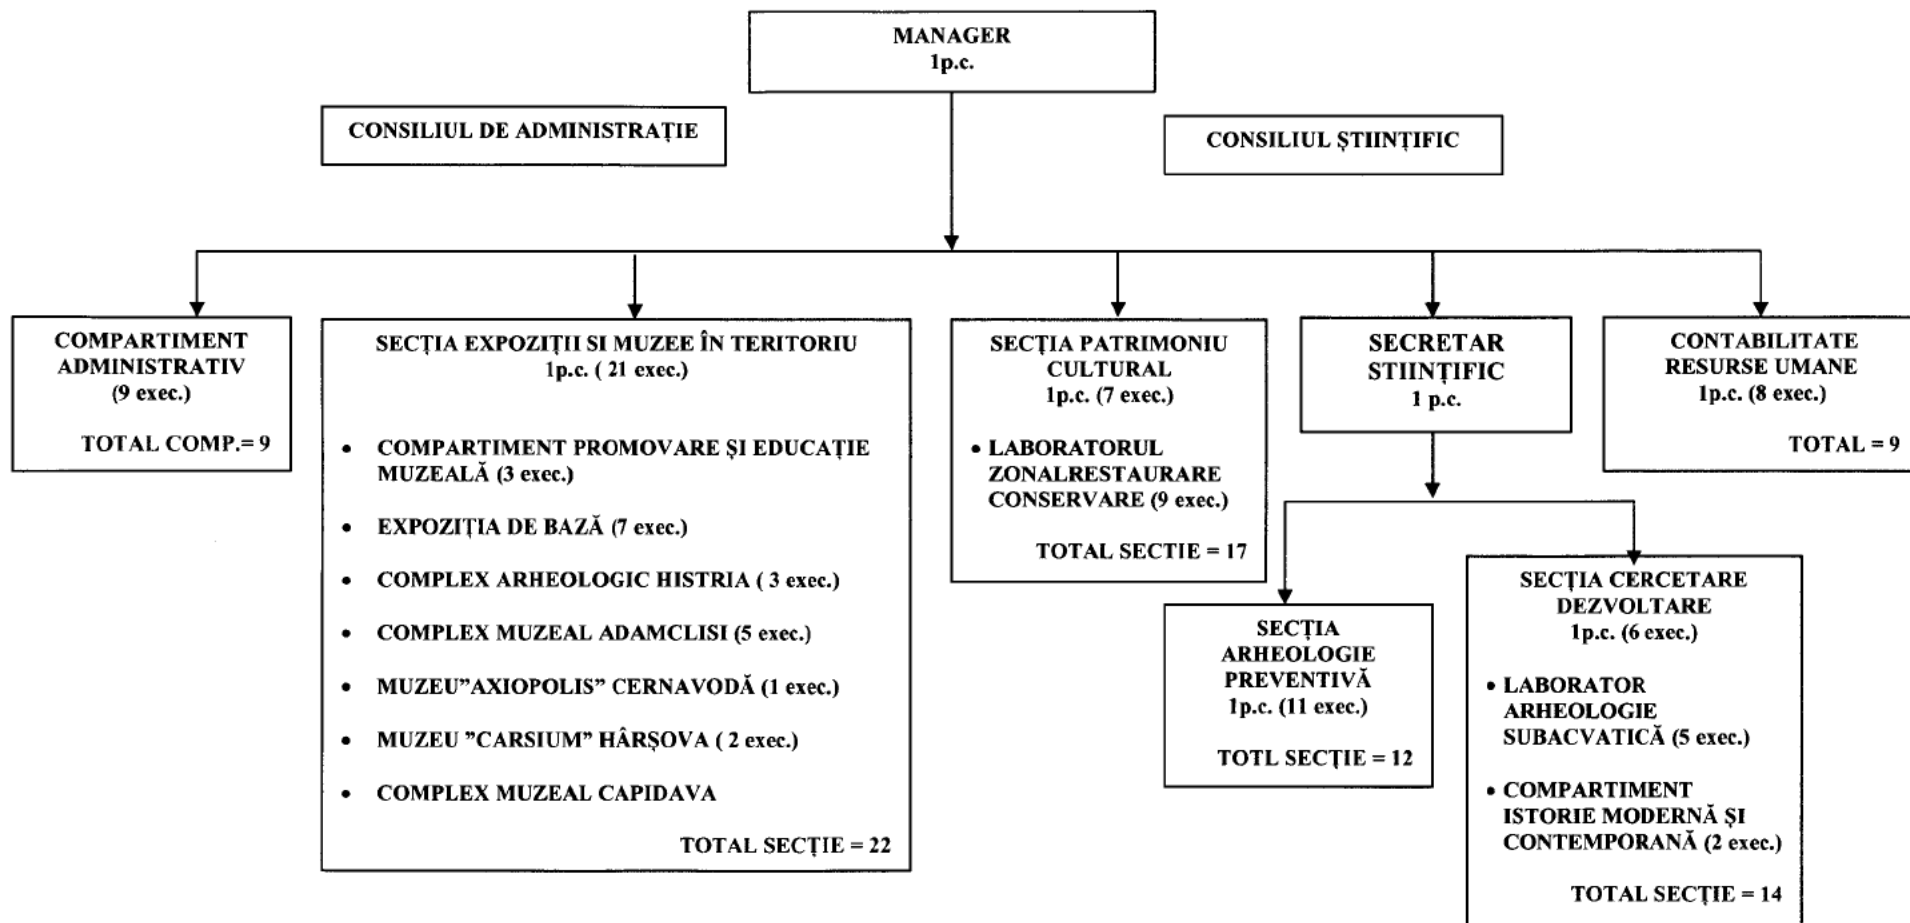 MANAGER
1p.c.
CONSILIUL DE ADMINISTRAȚIE
CONSILIUL ȘTIINȚIFIC
COMPARTIMENT
ADMINISTRATIV
(9 exec.)
TOTAL COMP.= 9
SECȚIA EXPOZIȚII SI MUZEE ÎN TERITORIU
1p.c. ( 21 exec.)
• COMPARTIMENT PROMOVARE ȘI EDUCAȚIE
MUZEALĂ (3 exec.)
• EXPOZIȚIA DE BAZĂ (7 exec.)
• COMPLEX ARHEOLOGIC HISTRIA ( 3 exec.)
• COMPLEX MUZEAL ADAMCLISI (5 exec.)
• MUZEU”AXIOPOLIS” CERNAVODĂ (1 exec.)
• MUZEU ”CARSIUM” HÂRȘOVA ( 2 exec.)
• COMPLEX MUZEAL CAPIDAVA
TOTAL SECȚIE = 22
SECȚIA PATRIMONIU
CULTURAL
1p.c. (7 exec.)
• LABORATORUL
ZONALRESTAURARE
CONSERVARE (9 exec.)
TOTAL SECTIE = 17
SECRETAR
STIINȚIFIC
1 p.c.
CONTABILITATE
RESURSE UMANE
1p.c. (8 exec.)
TOTAL = 9
SECȚIA
ARHEOLOGIE
PREVENTIVĂ
1p.c. (11 exec.)
TOTL SECȚIE = 12
SECȚIA CERCETARE
DEZVOLTARE
1p.c. (6 exec.)
• LABORATOR
ARHEOLOGIE
SUBACVATICĂ (5 exec.)
• COMPARTIMENT
ISTORIE MODERNĂ ȘI
CONTEMPORANĂ (2 exec.)
TOTAL SECȚIE = 14